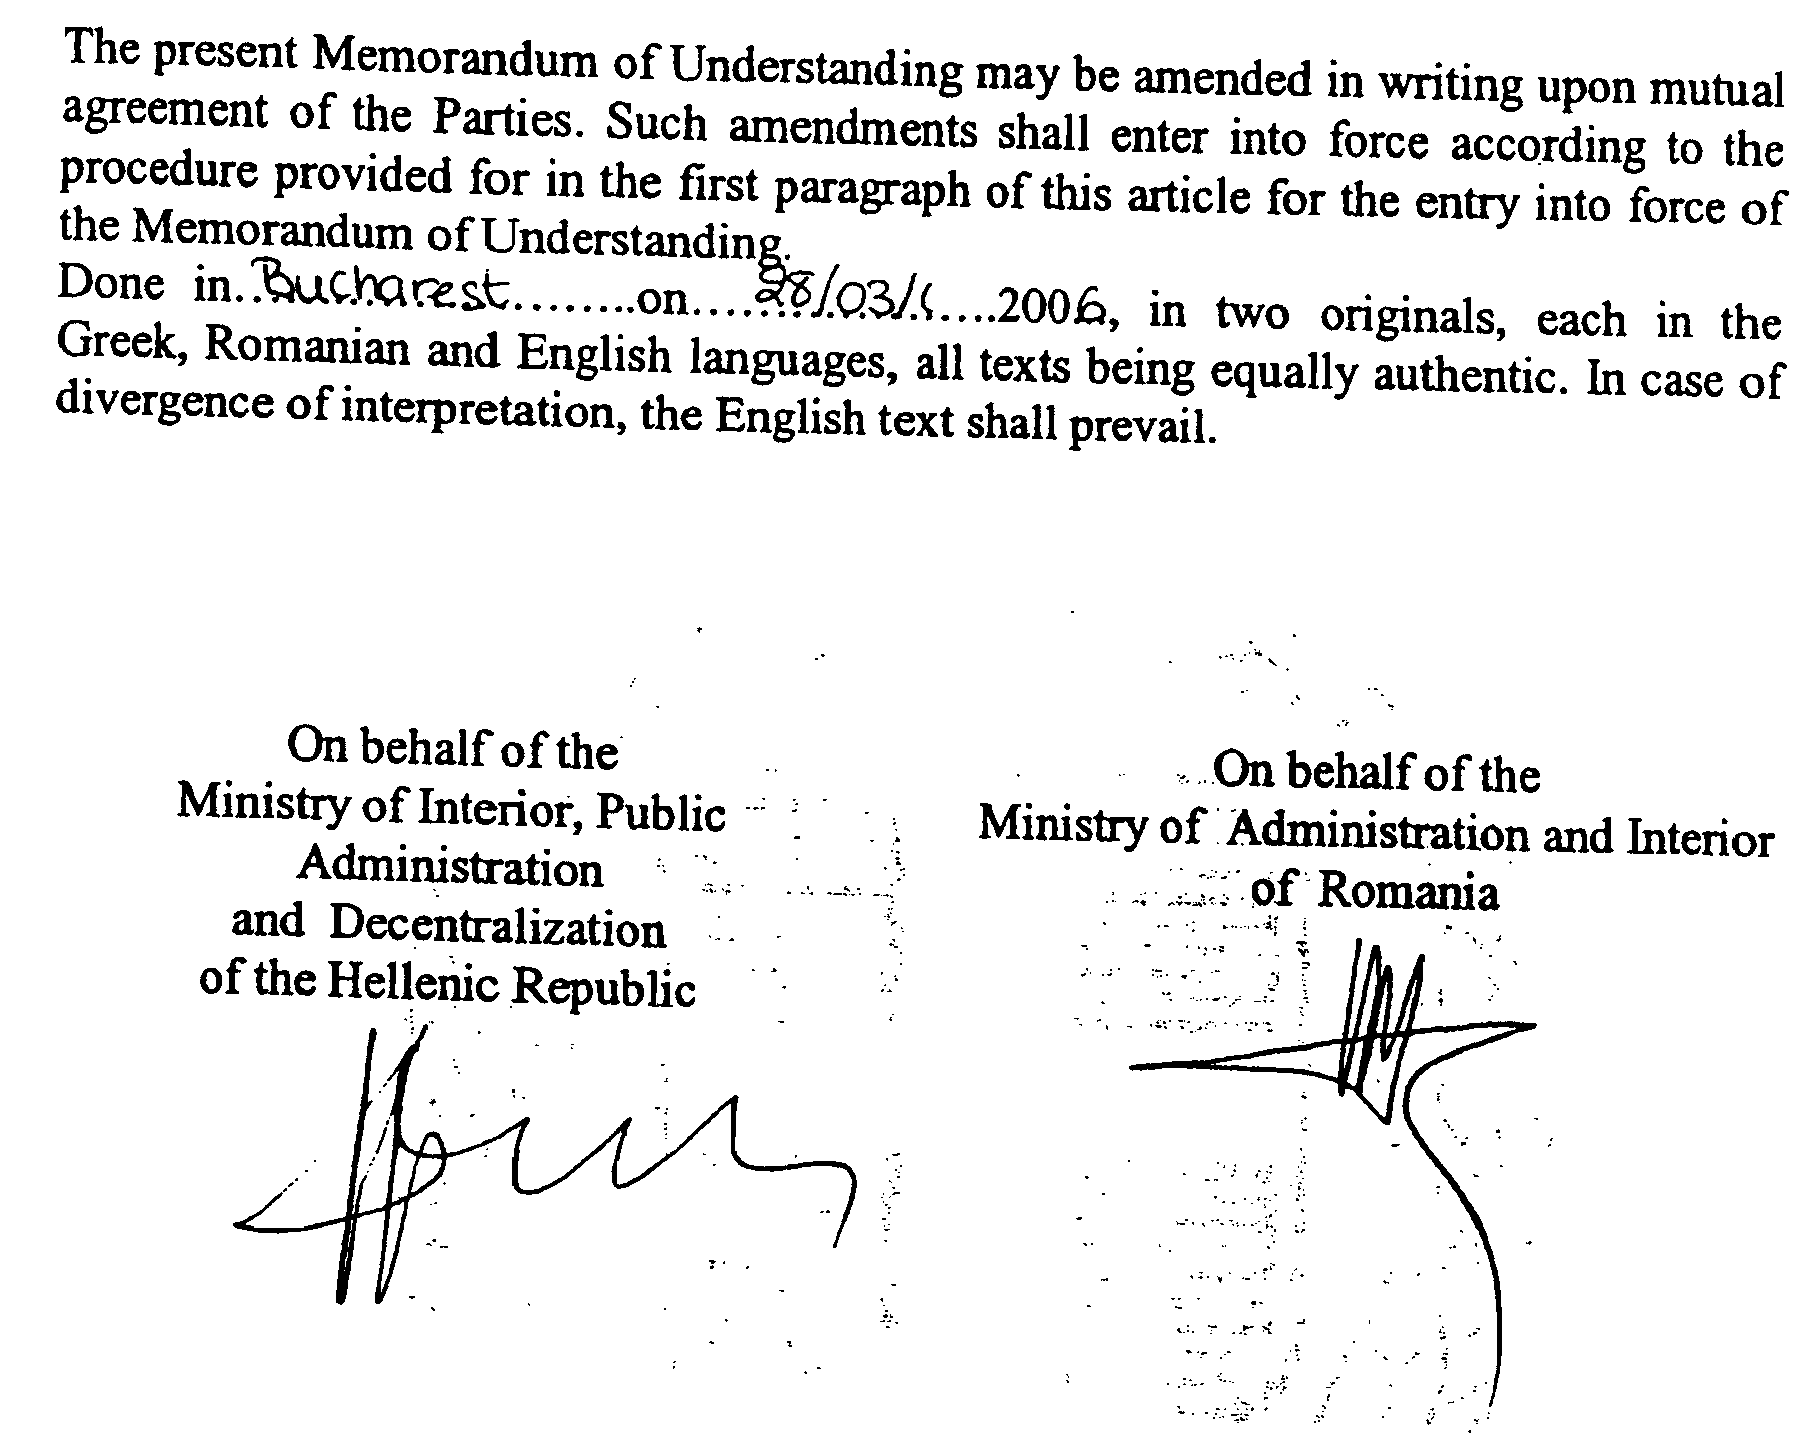 The present Memorandum of Understanding may be amended in writing upon mutual
agreement of the Parties. Such amendments shall enter into force according to the
procedure provided for in the first paragraph of this article for the entry into force of
the Memorandum of Understanding.
Done in..Bucharest........on....28/03/....2006, in two originals, each in the
Greek, Romanian and English languages, all texts being equally authentic. In case of
divergence of interpretation, the English text shall prevail.
On behalf of the
Ministry of Interior, Public
Administration
and Decentralization
of the Hellenic Republic
On behalf of the
Ministry of Administration and Interior
of Romania